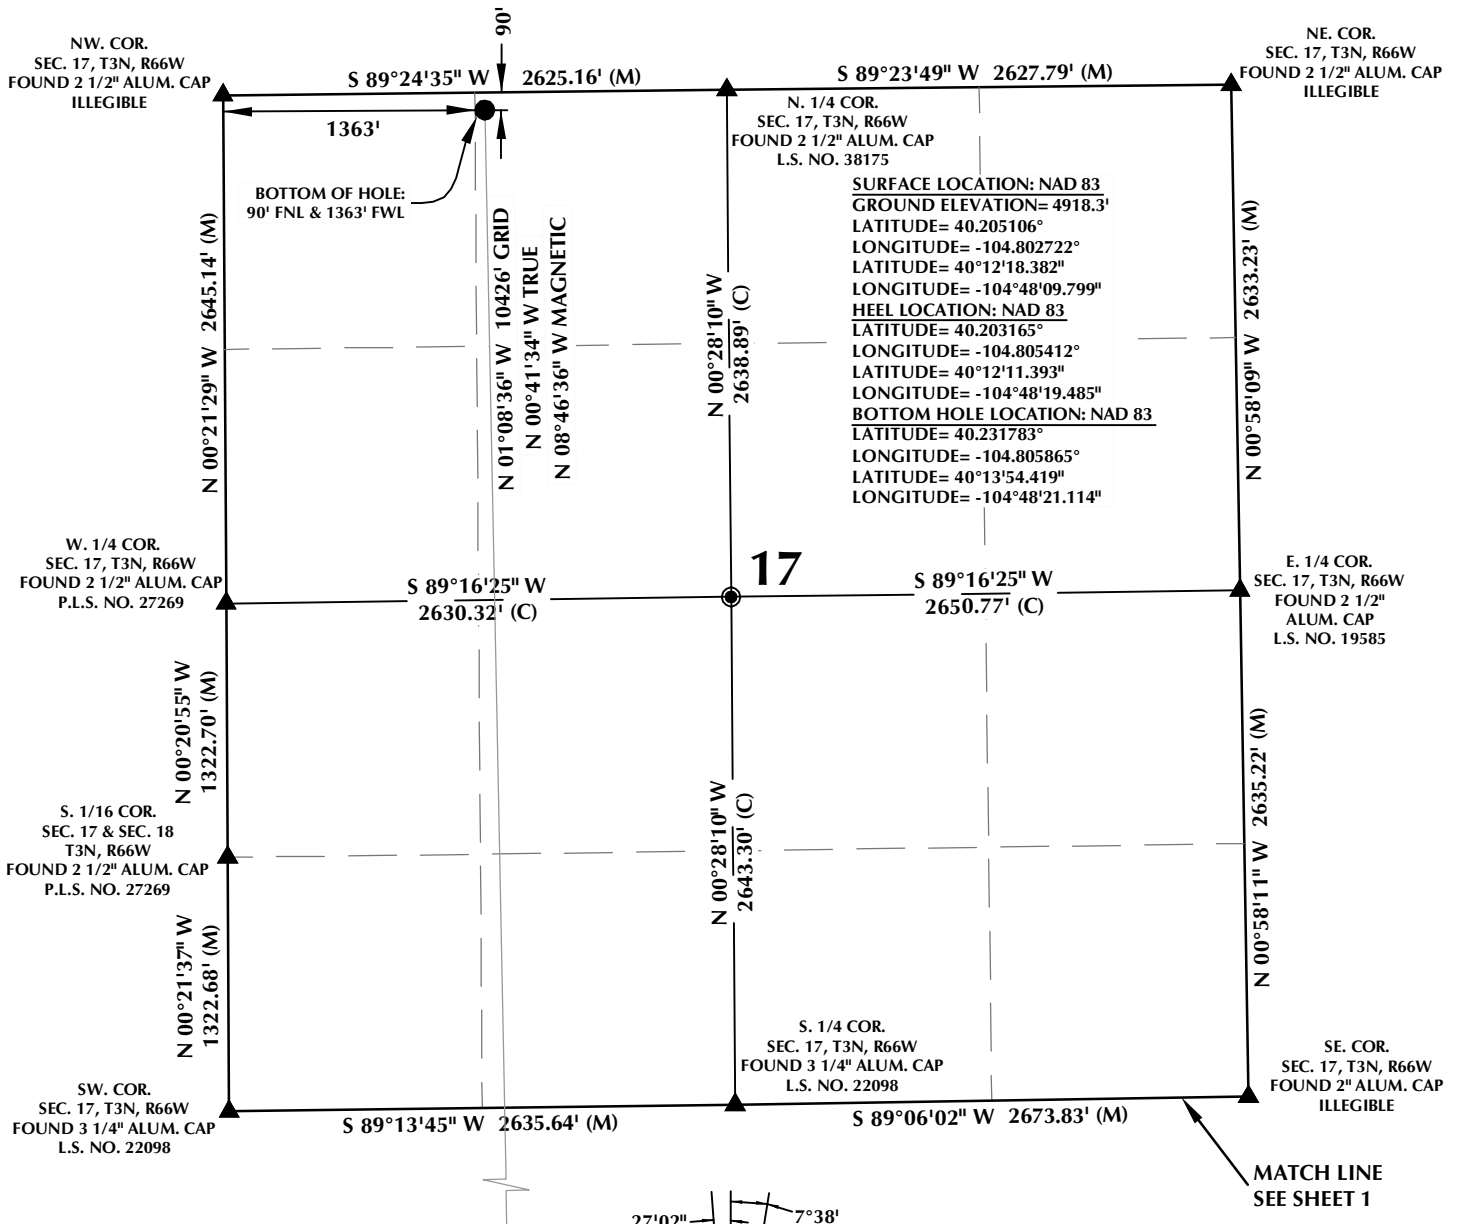 90'
NW. COR.
SEC. 17, T3N, R66W
FOUND 2 1/2" ALUM. CAP
ILLEGIBLE
S 89°24'35" W 2625.16' (M)
S 89°23'49" W 2627.79' (M)
NE. COR.
SEC. 17, T3N, R66W
FOUND 2 1/2" ALUM. CAP
ILLEGIBLE
1363'
N. 1/4 COR.
SEC. 17, T3N, R66W
FOUND 2 1/2" ALUM. CAP
L.S. NO. 38175
BOTTOM OF HOLE:
90' FNL & 1363' FWL
SURFACE LOCATION: NAD 83
GROUND ELEVATION= 4918.3'
LATITUDE= 40.205106°
LONGITUDE= -104.802722°
LATITUDE= 40°12'18.382"
LONGITUDE= -104°48'09.799"
HEEL LOCATION: NAD 83
LATITUDE= 40.203165°
LONGITUDE= -104.805412°
LATITUDE= 40°12'11.393"
LONGITUDE= -104°48'19.485"
BOTTOM HOLE LOCATION: NAD 83
LATITUDE= 40.231783°
LONGITUDE= -104.805865°
LATITUDE= 40°13'54.419"
LONGITUDE= -104°48'21.114"
N 00°21'29" W 2645.14' (M)
N 01°08'36" W 10426' GRID
N 00°41'34" W TRUE
N 08°46'36" W MAGNETIC
N 00°28'10" W
2638.89' (C)
N 00°58'09" W 2633.23' (M)
W. 1/4 COR.
SEC. 17, T3N, R66W
FOUND 2 1/2" ALUM. CAP
P.L.S. NO. 27269
S 89°16'25" W
2630.32' (C)
17
S 89°16'25" W
2650.77' (C)
E. 1/4 COR.
SEC. 17, T3N, R66W
FOUND 2 1/2"
ALUM. CAP
L.S. NO. 19585
N 00°20'55" W
1322.70' (M)
S. 1/16 COR.
SEC. 17 & SEC. 18
T3N, R66W
FOUND 2 1/2" ALUM. CAP
P.L.S. NO. 27269
N 00°28'10" W
2643.30' (C)
N 00°58'11" W 2635.22' (M)
N 00°21'37" W
1322.68' (M)
S. 1/4 COR.
SEC. 17, T3N, R66W
FOUND 3 1/4" ALUM. CAP
L.S. NO. 22098
SE. COR.
SEC. 17, T3N, R66W
FOUND 2" ALUM. CAP
ILLEGIBLE
SW. COR.
SEC. 17, T3N, R66W
FOUND 3 1/4" ALUM. CAP
L.S. NO. 22098
S 89°13'45" W 2635.64' (M)
S 89°06'02" W 2673.83' (M)
MATCH LINE
SEE SHEET 1
27'02"
7°38'